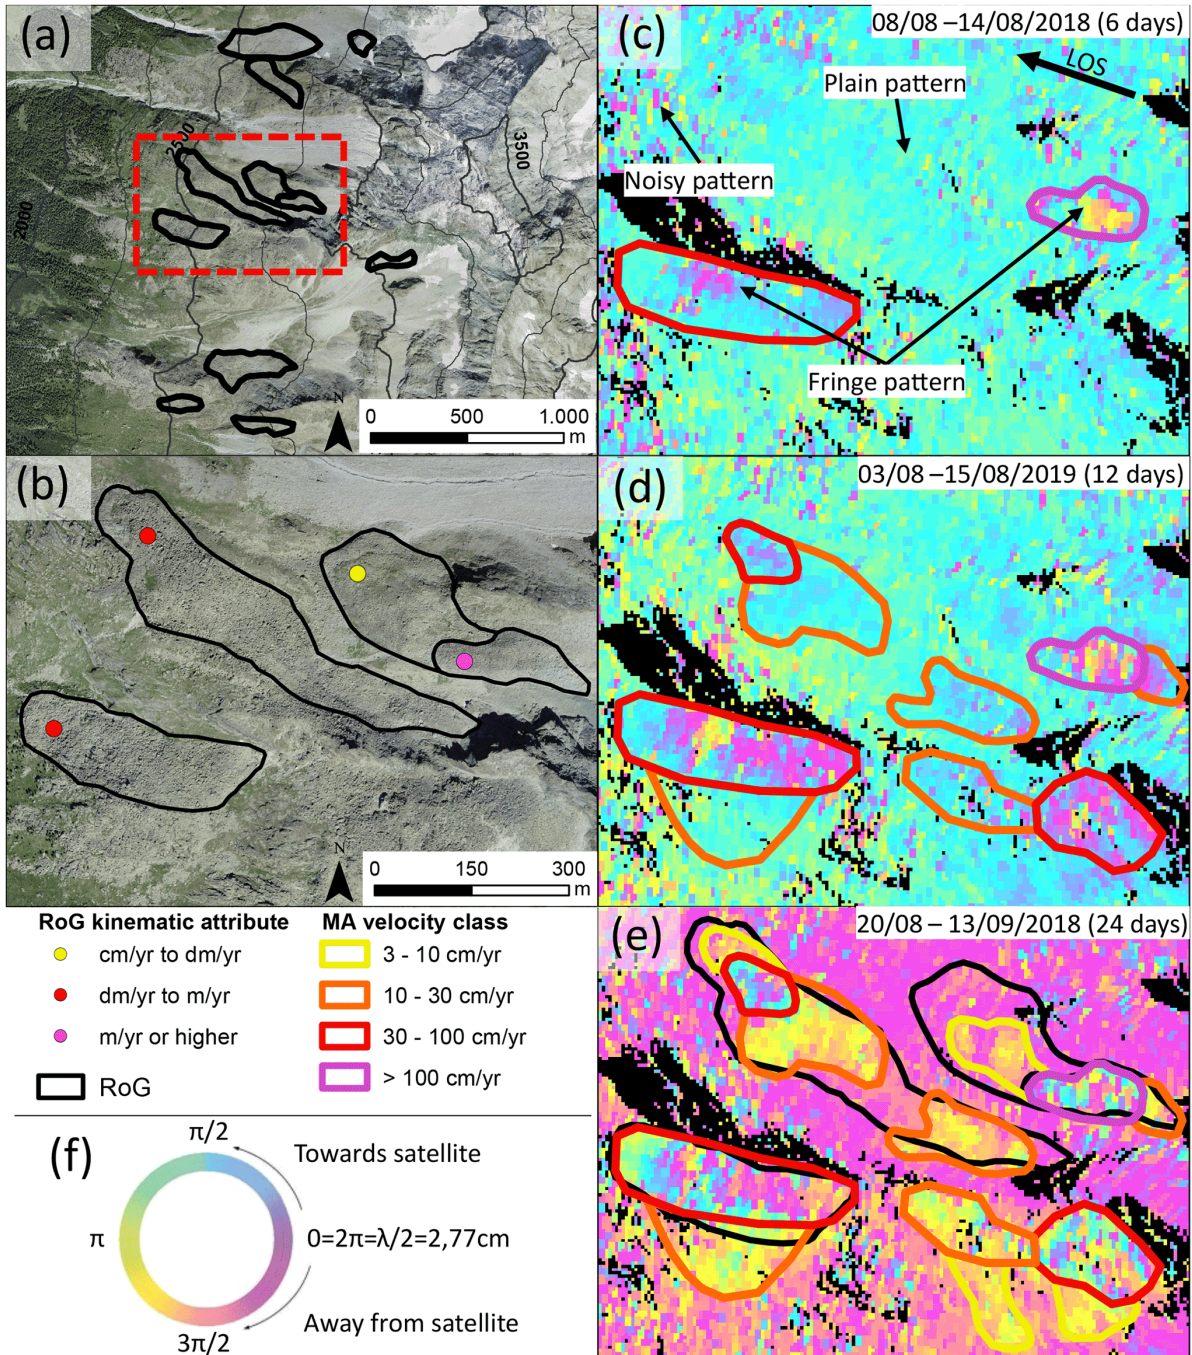 (a)
2500
3500
2000
N
0 500 1.000
m
(c)
08/08 –14/08/2018 (6 days)
LOS
Plain pattern
Noisy pattern
Fringe pattern
(b)
N
0 150 300
m
(d)
03/08 –15/08/2019 (12 days)
RoG kinematic attribute
cm/yr to dm/yr
dm/yr to m/yr
m/yr or higher
RoG
MA velocity class
3 - 10 cm/yr
10 - 30 cm/yr
30 - 100 cm/yr
> 100 cm/yr
(e)
20/08 – 13/09/2018 (24 days)
(f)
π/2
Towards satellite
π
0=2π=λ/2=2,77cm
3π/2
Away from satellite